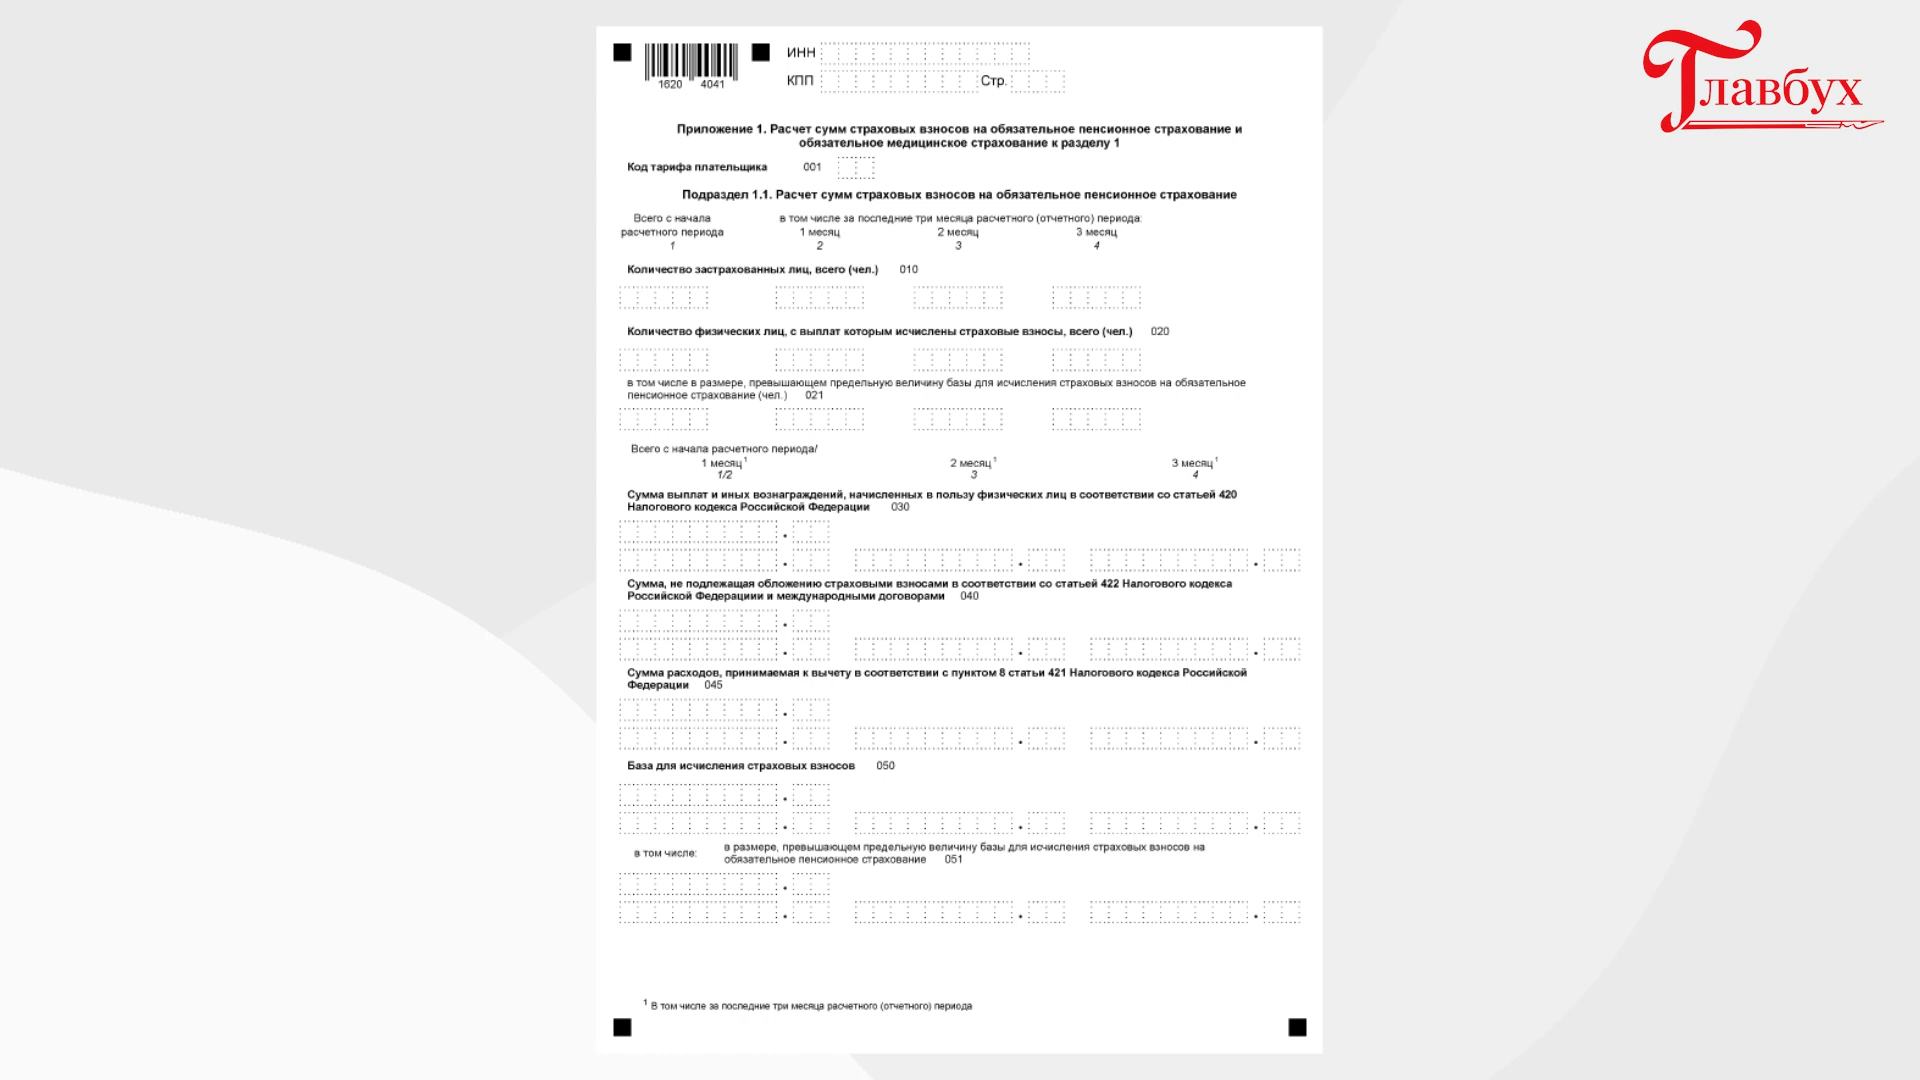 Главбух
ИНН
КПП Стр.
1620 4041
Приложение 1. Расчет сумм страховых взносов на обязательное пенсионное страхование и
обязательное медицинское страхование к разделу 1
Код тарифа плательщика 001
Подраздел 1.1. Расчет сумм страховых взносов на обязательное пенсионное страхование
Всего с начала в том числе за последние три месяца расчетного (отчетного) периода:
расчетного периода 1 месяц 2 месяц 3 месяц
1 2 3 4
Количество застрахованных лиц, всего (чел.) 010
Количество физических лиц, с выплат которым исчислены страховые взносы, всего (чел.) 020
в том числе в размере, превышающем предельную величину базы для исчисления страховых взносов на обязательное
пенсионное страхование (чел.) 021
Всего с начала расчетного периода/
1 месяц 1 2 месяц 1 3 месяц 1
1/2 3 4
Сумма выплат и иных вознаграждений, начисленных в пользу физических лиц в соответствии со статьей 420
Налогового кодекса Российской Федерации 030
Сумма, не подлежащая обложению страховыми взносами в соответствии со статьей 422 Налогового кодекса
Российской Федерациии и международными договорами 040
Сумма расходов, принимаемая к вычету в соответствии с пунктом 8 статьи 421 Налогового кодекса Российской
Федерации 045
База для исчисления страховых взносов 050
в том числе: в размере, превышающем предельную величину базы для исчисления страховых взносов на
обязательное пенсионное страхование 051
1 В том числе за последние три месяца расчетного (отчетного) периода